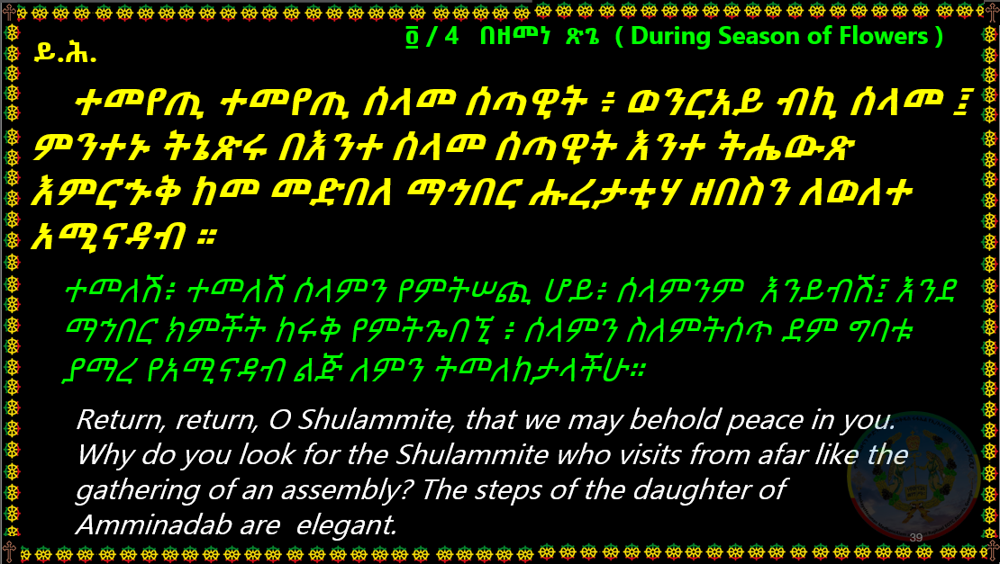 ፬ / 4 በዘመነ ጽጌ ( During Season of Flowers )
ይ.ሕ.
ተመየጢ ተመየጢ ሰላመ ሰጣዊት ፥ ወንርአይ ብኪ ሰላመ ፤
ምንተኑ ትኔጽሩ በእንተ ሰላመ ሰጣዊት እንተ ትሔውጽ
እምርኁቅ ከመ መድበለ ማኅበር ሑረታቲሃ ዘበስን ለወለተ
አሚናዳብ ።
ተመለሽ፥ ተመለሽ ሰላምን የምትሠጪ ሆይ፥ ሰላምንም እንይብሽ፤ እንደ
ማኅበር ክምችት ከሩቅ የምትጐበኚ ፥ ሰላምን ስለምትሰጥ ደም ግባቱ
ያማረ የአሚናዳብ ልጅ ለምን ትመለከታላችሁ።
Return, return, O Shulammite, that we may behold peace in you.
Why do you look for the Shulammite who visits from afar like the
gathering of an assembly? The steps of the daughter of
Amminadab are elegant.
39